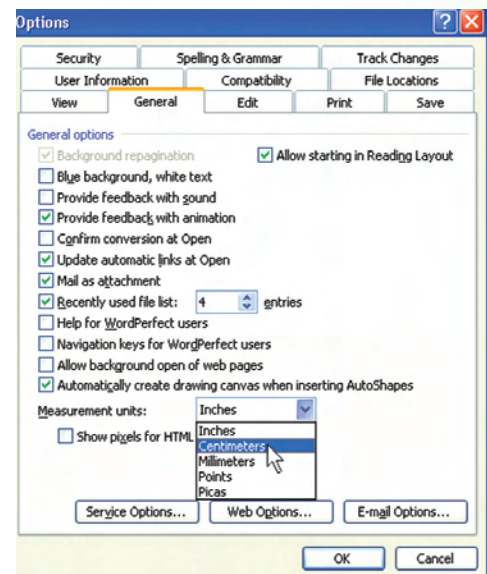 Options
Security Spelling & Grammar Track Changes
User Information Compatibility File Locations
View General Edit Print Save
General options
Background repagination Allow starting in Reading Layout
Blue background, white text
Provide feedback with sound
Provide feedback with animation
Confirm conversion at Open
Update automatic links at Open
Mail as attachment
Recently used file list: 4 entries
Help for WordPerfect users
Navigation keys for WordPerfect users
Allow background open of web pages
Automatically create drawing canvas when inserting AutoShapes
Measurement units: Inches
Show pixels for HTML Inches
Centimeters
Millimeters
Points
Picas
Service Options... Web Options... E-mail Options...
OK Cancel